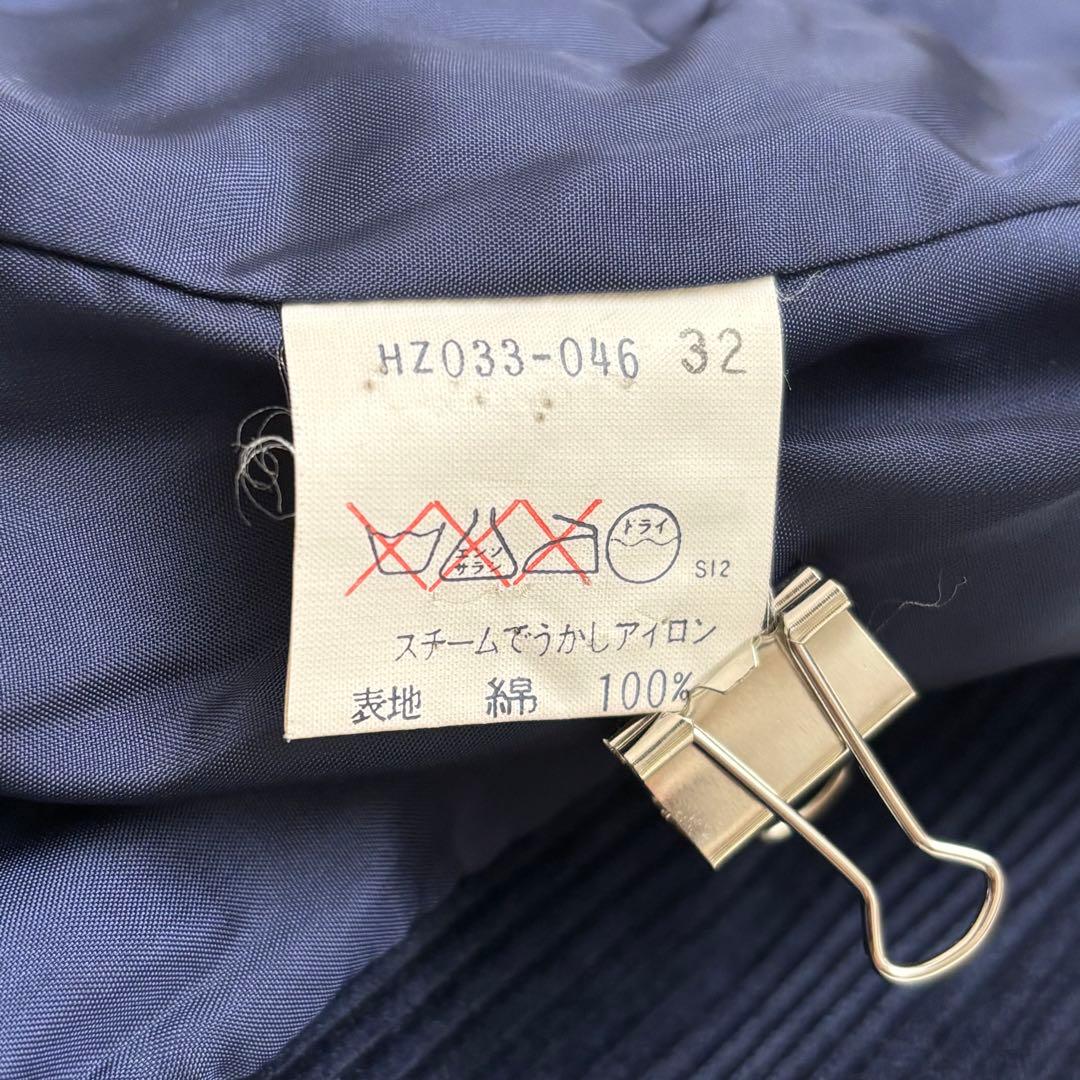 HZ033-046 32
エンソ
サラシ
ドライ
S12
スチームでうかしアイロン
表地 綿 100%